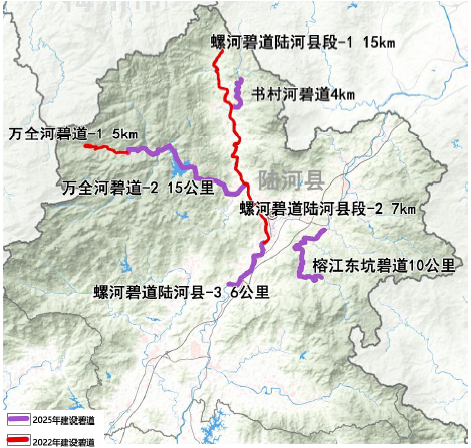 螺河碧道陆河县段-1 15km
书村河碧道4km
万全河碧道-1 5km
万全河碧道-2 15公里
陆河县
螺河碧道陆河县段-2 7km
榕江东坑碧道10公里
螺河碧道陆河县-3 6公里
2025年建设碧道
2022年建设碧道